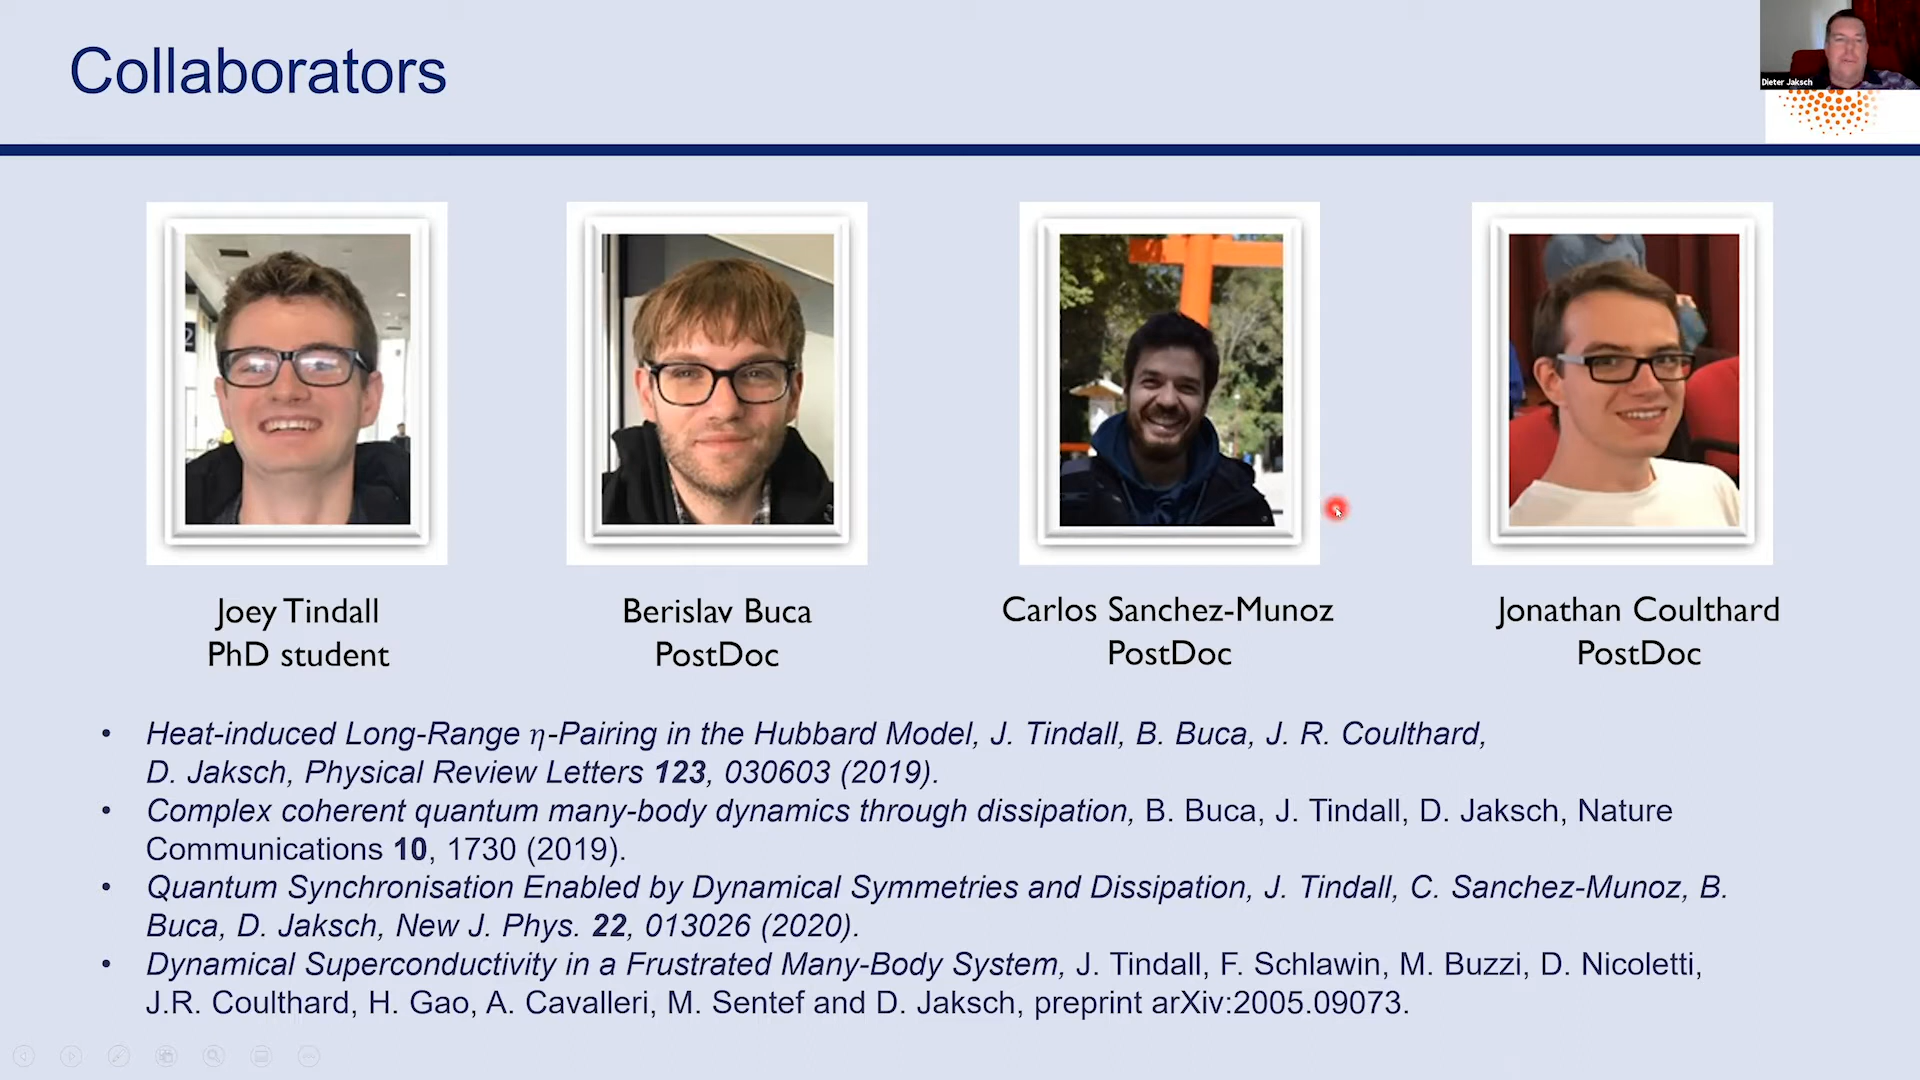 Collaborators
Dieter Jaksch
2
Joey Tindall
PhD student
Berislav Buca
PostDoc
Carlos Sanchez-Munoz
PostDoc
Jonathan Coulthard
PostDoc
• Heat-induced Long-Range η-Pairing in the Hubbard Model, J. Tindall, B. Buca, J. R. Coulthard,
D. Jaksch, Physical Review Letters 123, 030603 (2019).
• Complex coherent quantum many-body dynamics through dissipation, B. Buca, J. Tindall, D. Jaksch, Nature
Communications 10, 1730 (2019).
• Quantum Synchronisation Enabled by Dynamical Symmetries and Dissipation, J. Tindall, C. Sanchez-Munoz, B.
Buca, D. Jaksch, New J. Phys. 22, 013026 (2020).
• Dynamical Superconductivity in a Frustrated Many-Body System, J. Tindall, F. Schlawin, M. Buzzi, D. Nicoletti,
J.R. Coulthard, H. Gao, A. Cavalleri, M. Sentef and D. Jaksch, preprint arXiv:2005.09073.